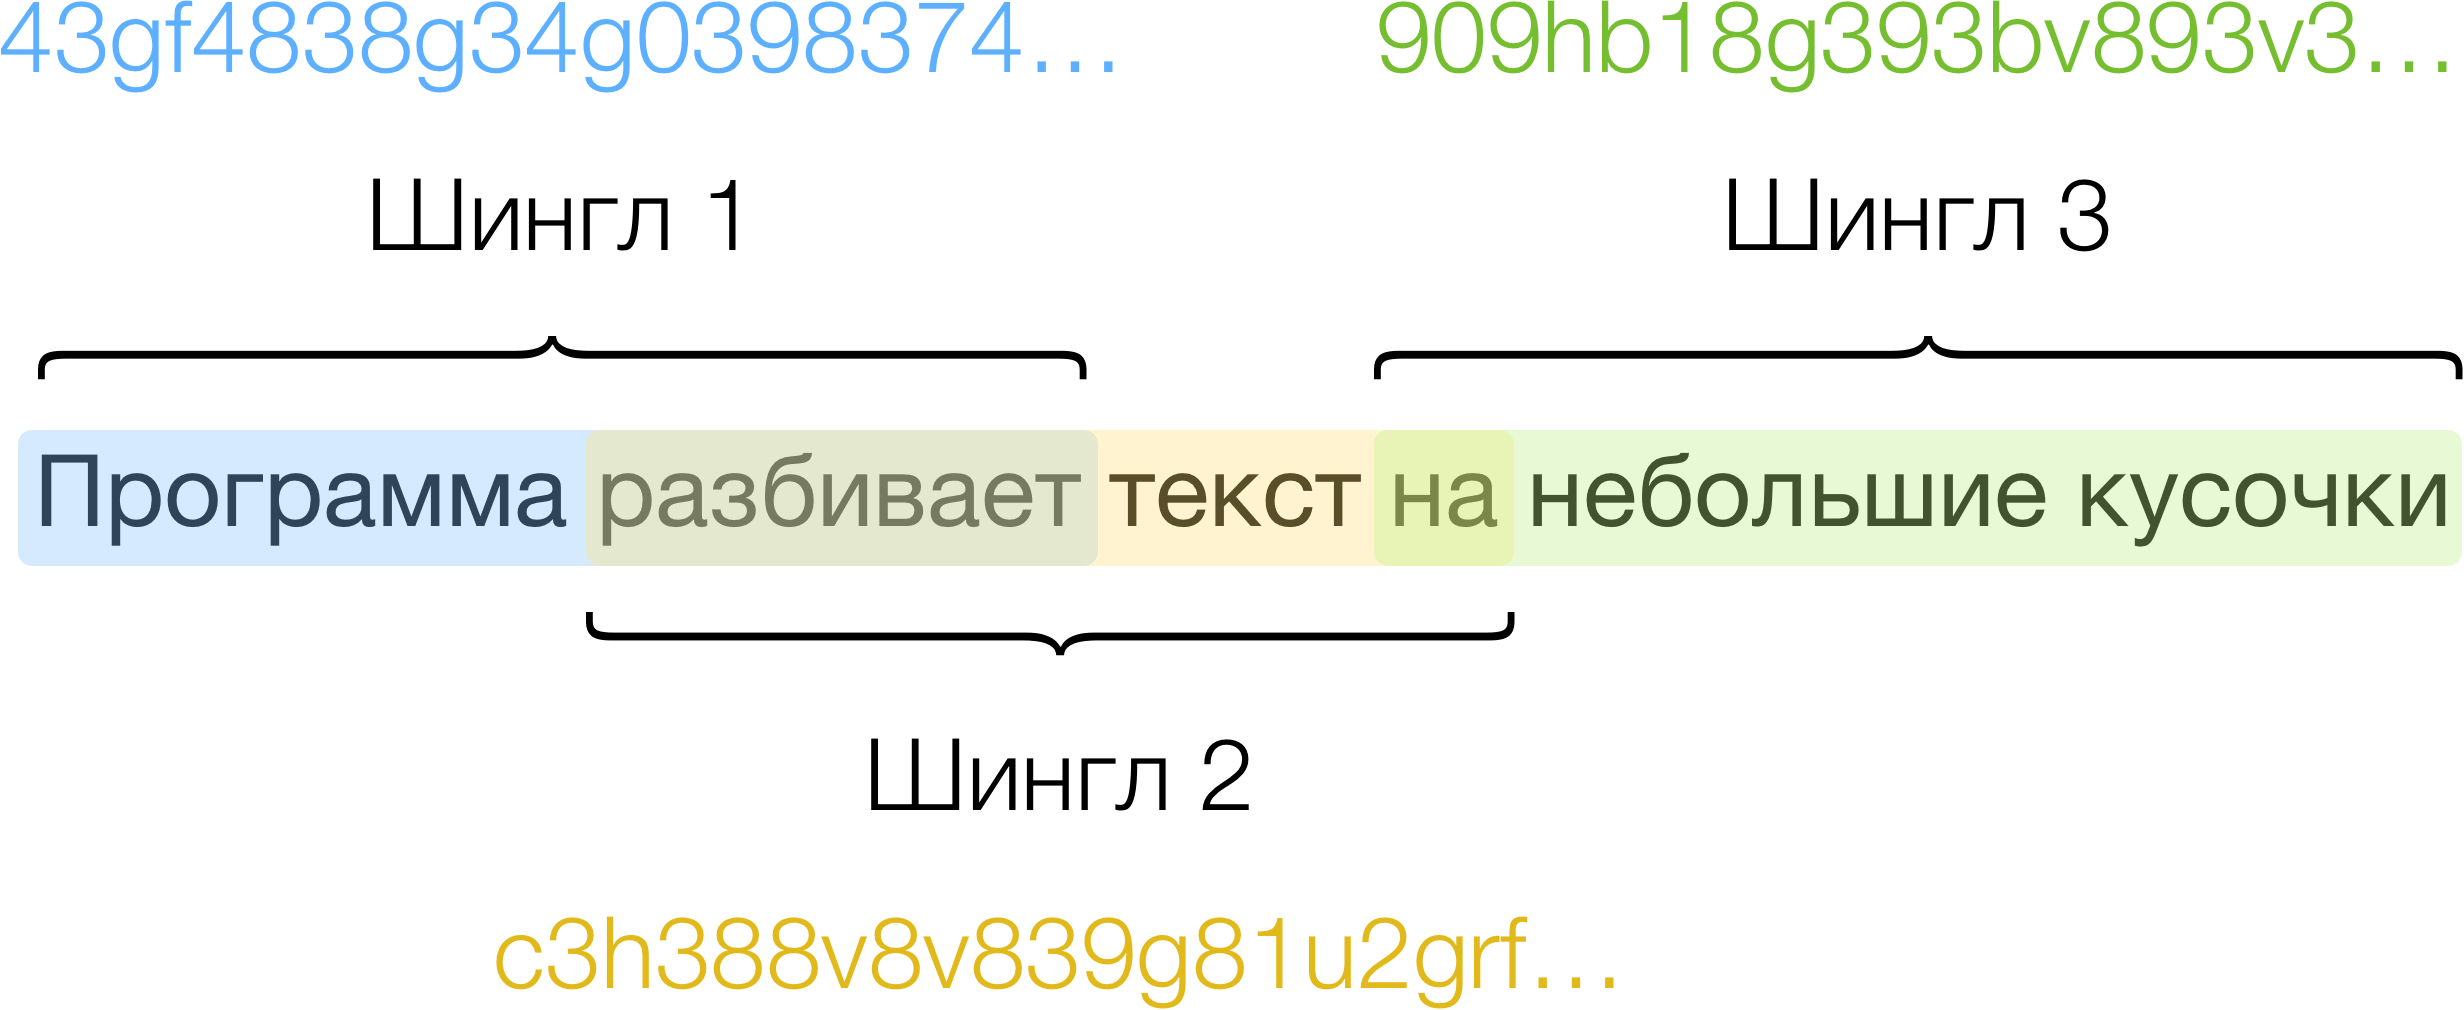 43gf4838g34g0398374...
909hb18g393bv893v3...
Шингл 1
Шингл 3
Программа разбивает текст на небольшие кусочки
Шингл 2
c3h388v8v839g81u2grf...